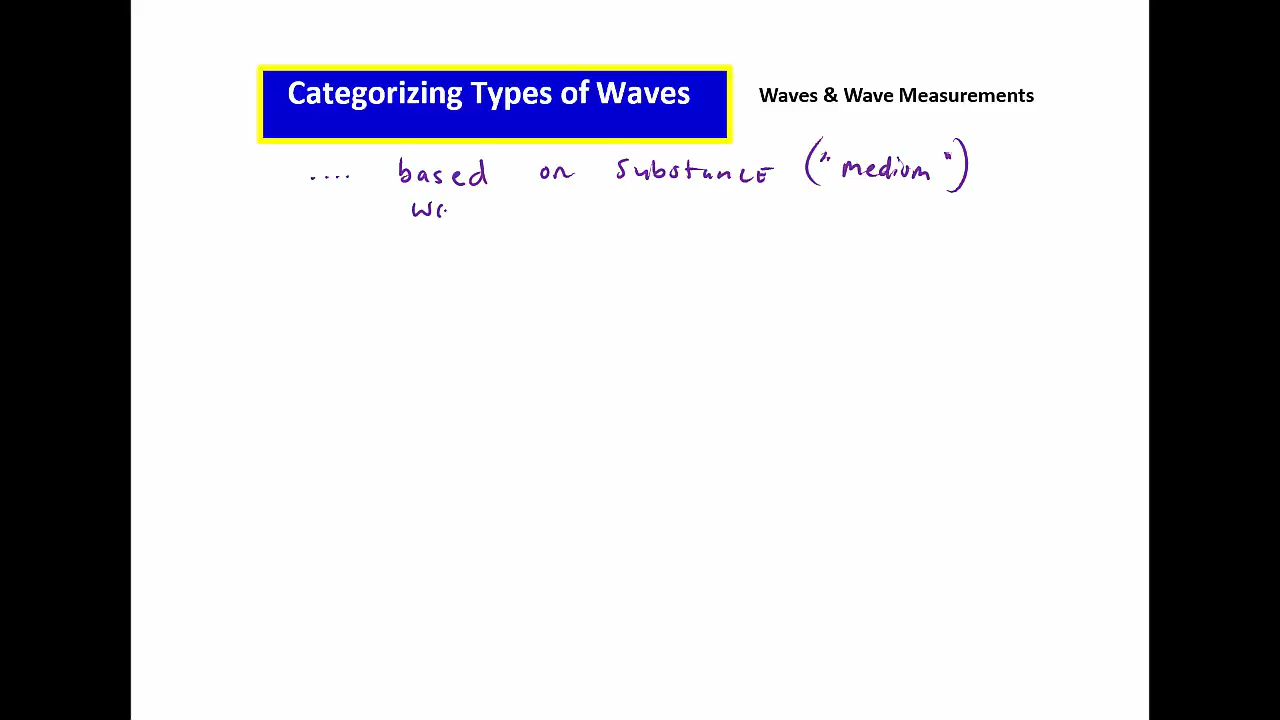 Categorizing Types of Waves
Waves & Wave Measurements
.... based on substance ("medium")